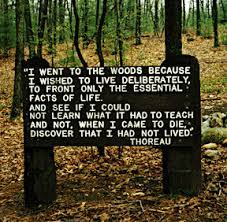 "I WENT TO THE WOODS BECAUSE
I WISHED TO LIVE DELIBERATELY,
TO FRONT ONLY THE ESSENTIAL
FACTS OF LIFE.
AND SEE IF I COULD
NOT LEARN WHAT IT HAD TO TEACH
AND NOT, WHEN I CAME TO DIE,
DISCOVER THAT I HAD NOT LIVED."
THOREAU